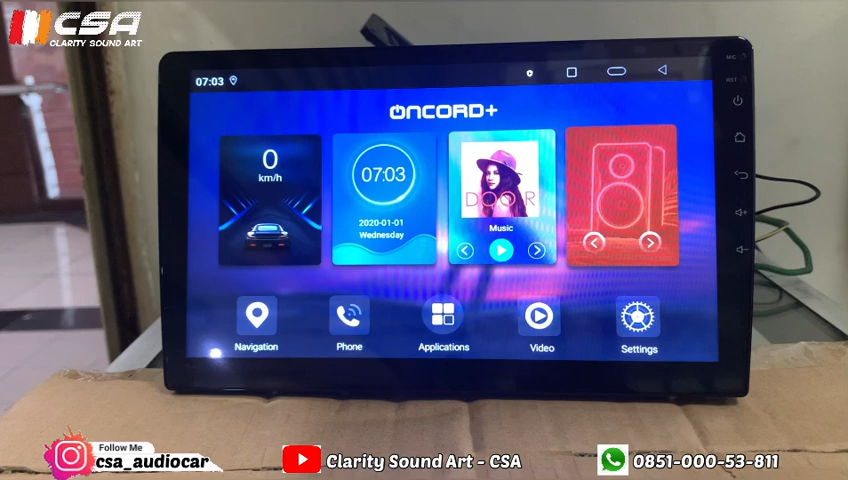 CSA
CLARITY SOUND ART
MIC
RST
07:03
ONCORD+
0
km/h
07:03
2020-01-01
Wednesday
DOOR
Music
Navigation
Phone
Applications
Video
Settings
Follow Me
csa_audiocar
Clarity Sound Art - CSA
0851-000-53-811